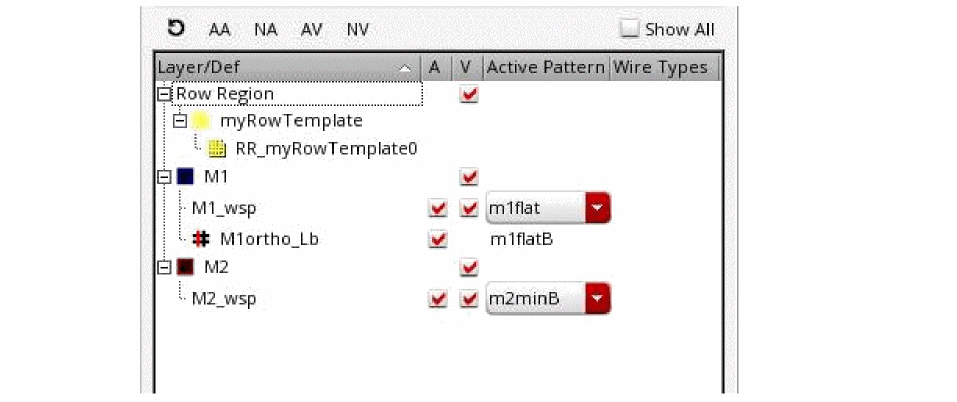 AA NA AV NV Show All
Layer/Def A V Active Pattern Wire Types
Row Region
myRowTemplate
RR_myRowTemplate0
M1
M1_wsp m1flat
M1ortho_Lb m1flatB
M2
M2_wsp m2minB